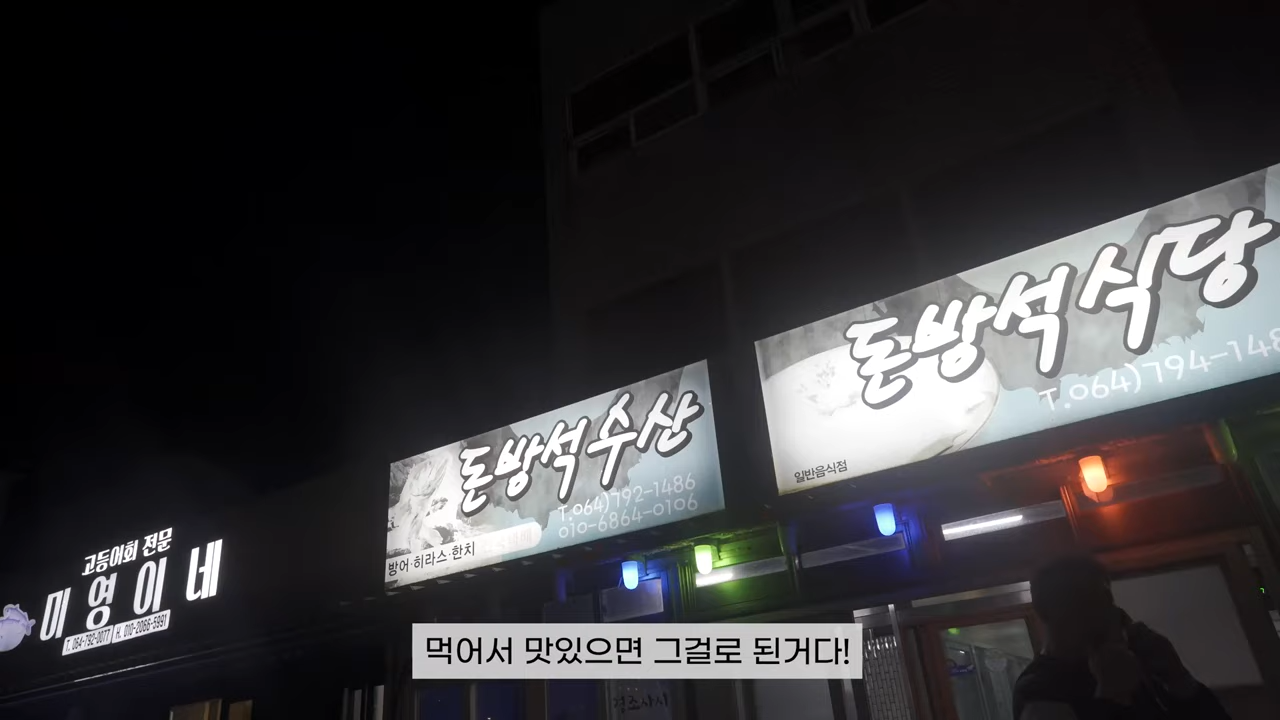 고등어회 전문
미영이네
T. 064-792-0077 H. 010-2066-5991
돈방석수산
T.064)792-1486
010-6864-0106
방어·히라스·한치
돈방석식당
T.064)794-148
일반음식점
먹어서 맛있으면 그걸로 된거다!